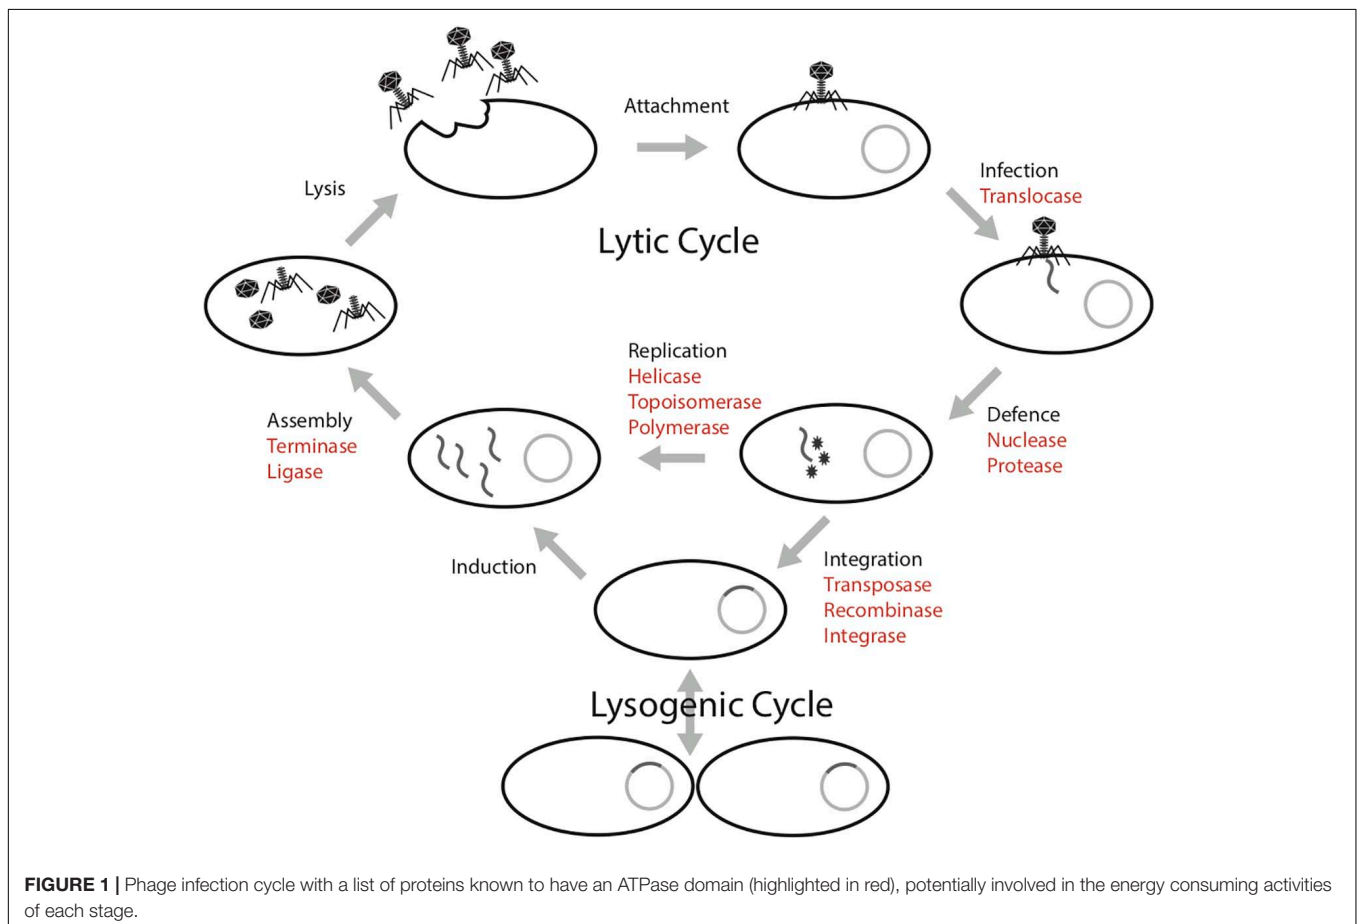 Attachment
Infection
Translocase
Lysis
Lytic Cycle
Replication
Helicase
Topoisomerase
Polymerase
Defence
Nuclease
Protease
Assembly
Terminase
Ligase
Induction
Integration
Transposase
Recombinase
Integrase
Lysogenic Cycle
FIGURE 1 | Phage infection cycle with a list of proteins known to have an ATPase domain (highlighted in red), potentially involved in the energy consuming activities
of each stage.